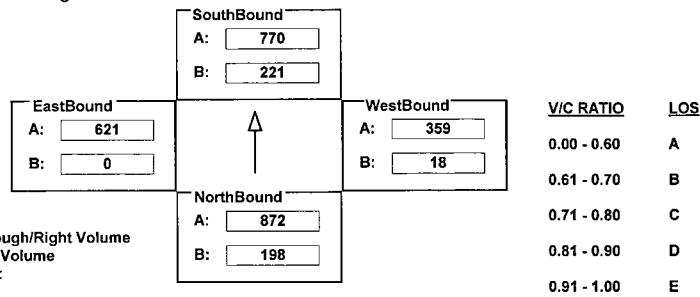 SouthBound
A: 770
B: 221
EastBound
A: 621
B: 0
WestBound
A: 359
B: 18
NorthBound
A: 872
B: 198
/Right Volume
Volume
V/C RATIO LOS
0.00 - 0.60 A
0.61 - 0.70 B
0.71 - 0.80 C
0.81 - 0.90 D
0.91 - 1.00 E